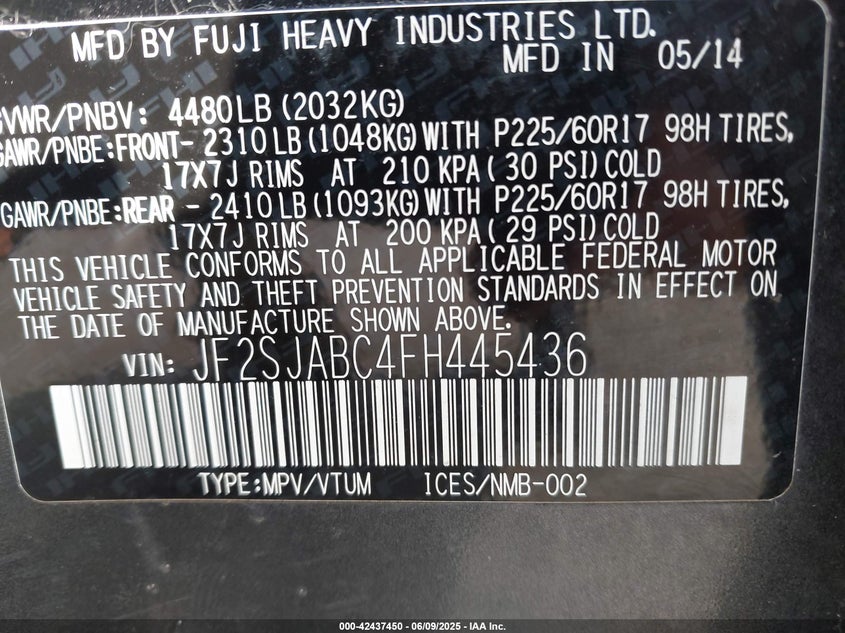 MFD BY FUJI HEAVY INDUSTRIES LTD.
MFD IN 05/14
GVWR/PNBV: 4480LB (2032KG)
GAWR/PNBE:FRONT- 2310 LB (1048KG) WITH P225/60R17 98H TIRES,
17X7J RIMS AT 210 KPA ( 30 PSI) COLD
GAWR/PNBE:REAR - 2410 LB (1093KG) WITH P225/60R17 98H TIRES,
17X7J RIMS AT 200 KPA ( 29 PSI) COLD
THIS VEHICLE CONFORMS TO ALL APPLICABLE FEDERAL MOTOR
VEHICLE SAFETY AND THEFT PREVENTION STANDARDS IN EFFECT ON
THE DATE OF MANUFACTURE SHOWN ABOVE.
VIN: JF2SJABC4FH445436
TYPE:MPV/VTUM ICES/NMB-002
000-42437450 - 06/09/2025 - IAA Inc.